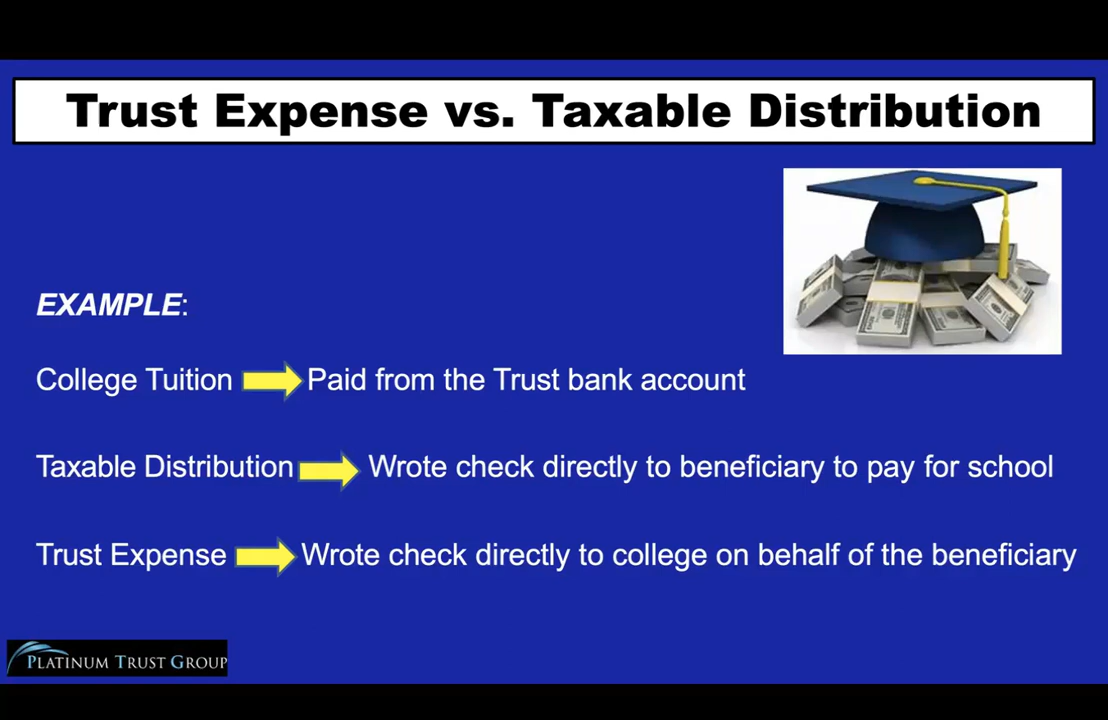 Trust Expense vs. Taxable Distribution
EXAMPLE:
College Tuition Paid from the Trust bank account
Taxable Distribution Wrote check directly to beneficiary to pay for school
Trust Expense Wrote check directly to college on behalf of the beneficiary
PLATINUM TRUST GROUP